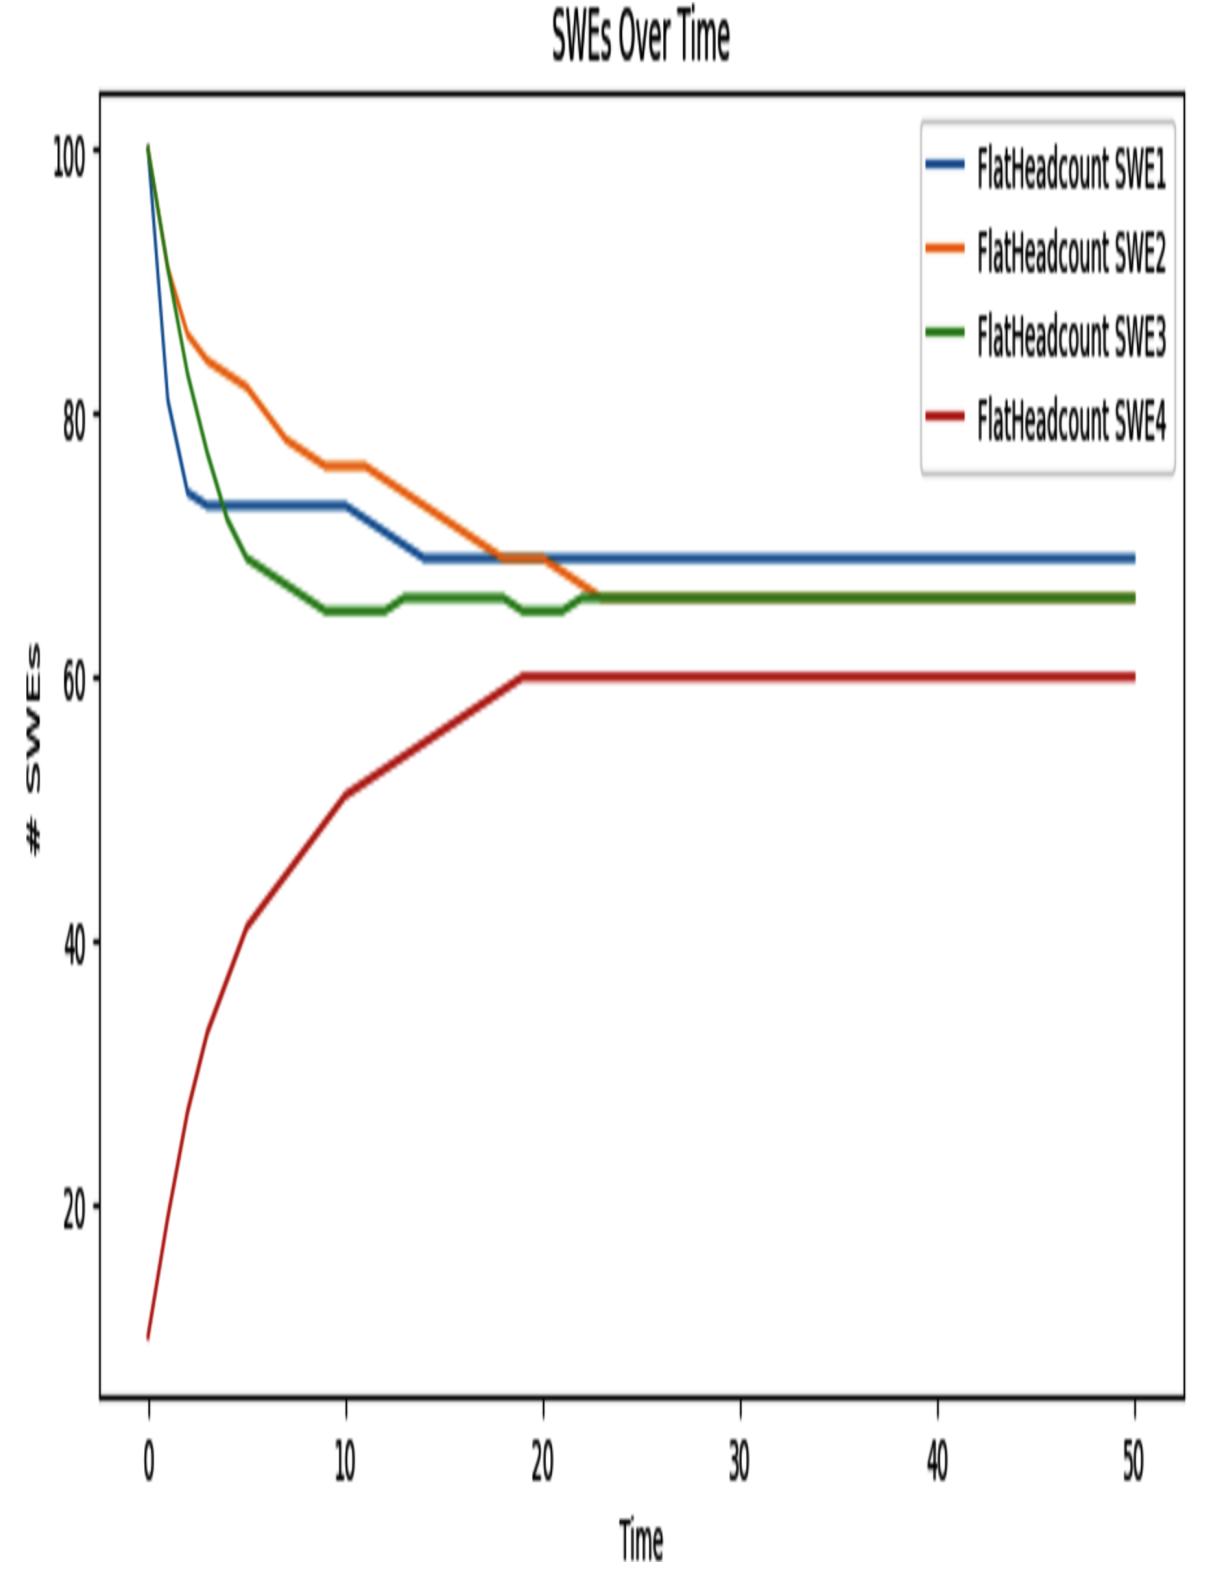 SWEs Over Time
FlatHeadcount SWE1
FlatHeadcount SWE2
FlatHeadcount SWE3
FlatHeadcount SWE4
100
80
60
40
20
# SWEs
0 10 20 30 40 50
Time